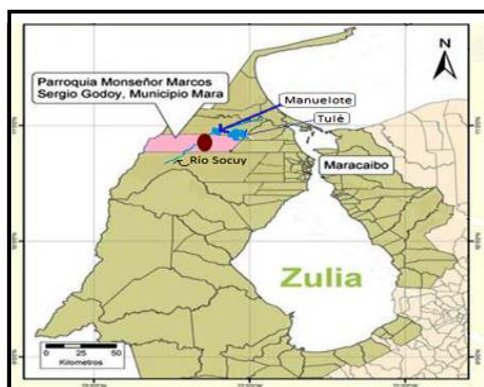 N
Parroquia Monseñor Marcos
Sergio Godoy, Municipio Mara
Manuelote
Tulé
Río Socuy
Maracaibo
Zulia
0 25 50
Kilometros